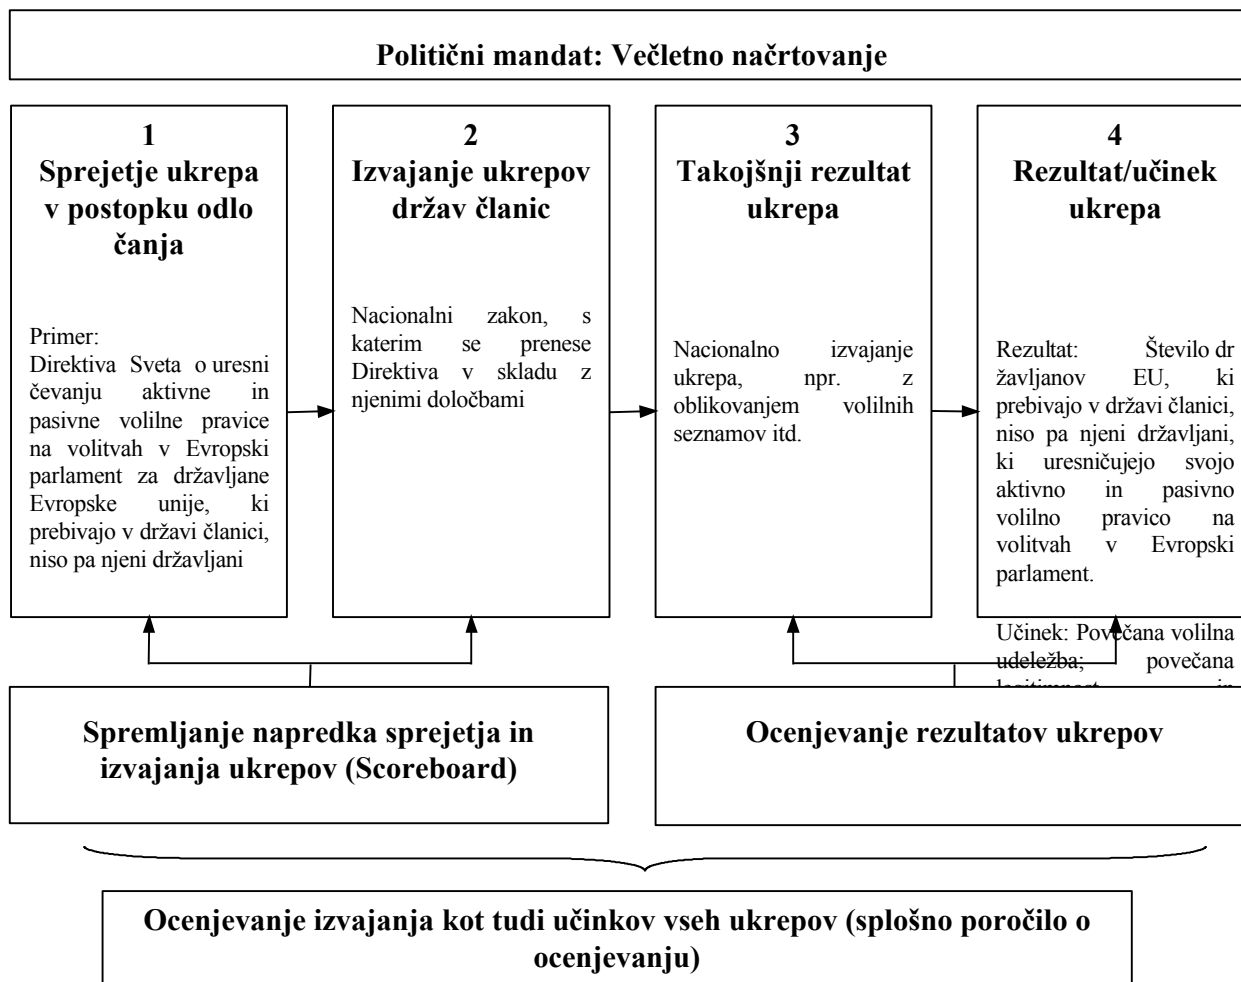 Politični mandat: Večletno načrtovanje
1
Sprejetje ukrepa
v postopku odlo
čanja
Primer:
Direktiva Sveta o uresni
čevanju aktivne in
pasivne volilne pravice
na volitvah v Evropski
parlament za državljane
Evropske unije, ki
prebivajo v državi članici,
niso pa njeni državljani
2
Izvajanje ukrepov
držav članic
Nacionalni zakon, s
katerim se prenese
Direktiva v skladu z
njenimi določbami
3
Takojšnji rezultat
ukrepa
Nacionalno izvajanje
ukrepa, npr. z
oblikovanjem volilnih
seznamov itd.
4
Rezultat/učinek
ukrepa
Rezultat: Število dr
žavljanov EU, ki
prebivajo v državi članici,
niso pa njeni državljani,
ki uresničujejo svojo
aktivno in pasivno
volilno pravico na
volitvah v Evropski
parlament.
Učinek: Povečana volilna
udeležba; povečana
legitimnost in
Spremljanje napredka sprejetja in
izvajanja ukrepov (Scoreboard)
Ocenjevanje rezultatov ukrepov
Ocenjevanje izvajanja kot tudi učinkov vseh ukrepov (splošno poročilo o
ocenjevanju)